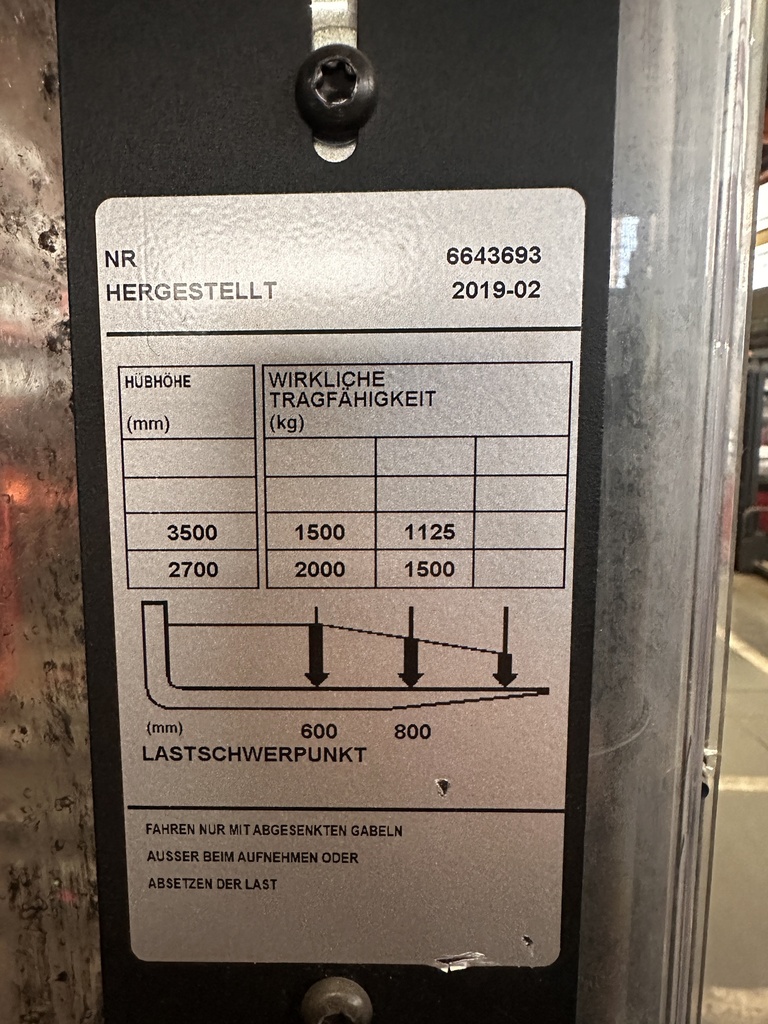 NR 6643693
HERGESTELLT 2019-02
HÜBHÖHE
(mm)
WIRKLICHE
TRAGFÄHIGKEIT
(kg)
3500 1500 1125
2700 2000 1500
(mm) 600 800
LASTSCHWERPUNKT
FAHREN NUR MIT ABGESENKTEN GABELN
AUSSER BEIM AUFNEHMEN ODER
ABSETZEN DER LAST